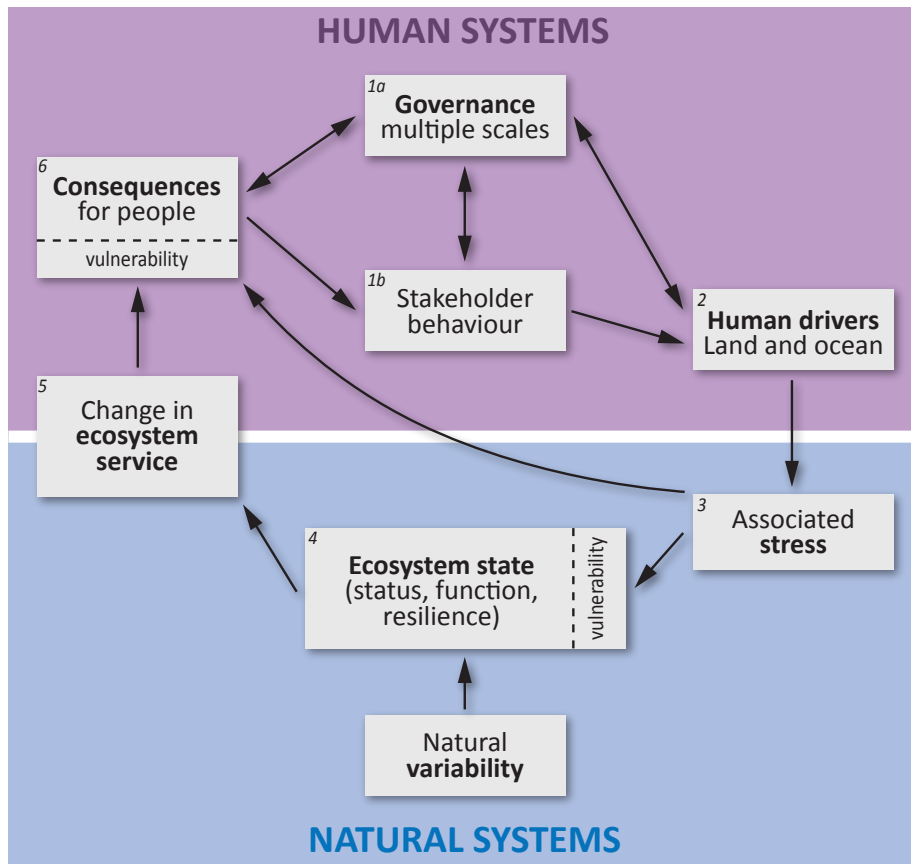 HUMAN SYSTEMS
1a
Governance
multiple scales
6
Consequences
for people
vulnerability
1b
Stakeholder
behaviour
2
Human drivers
Land and ocean
5
Change in
ecosystem
service
3
Associated
stress
4
Ecosystem state
(status, function,
resilience)
vulnerability
Natural
variability
NATURAL SYSTEMS